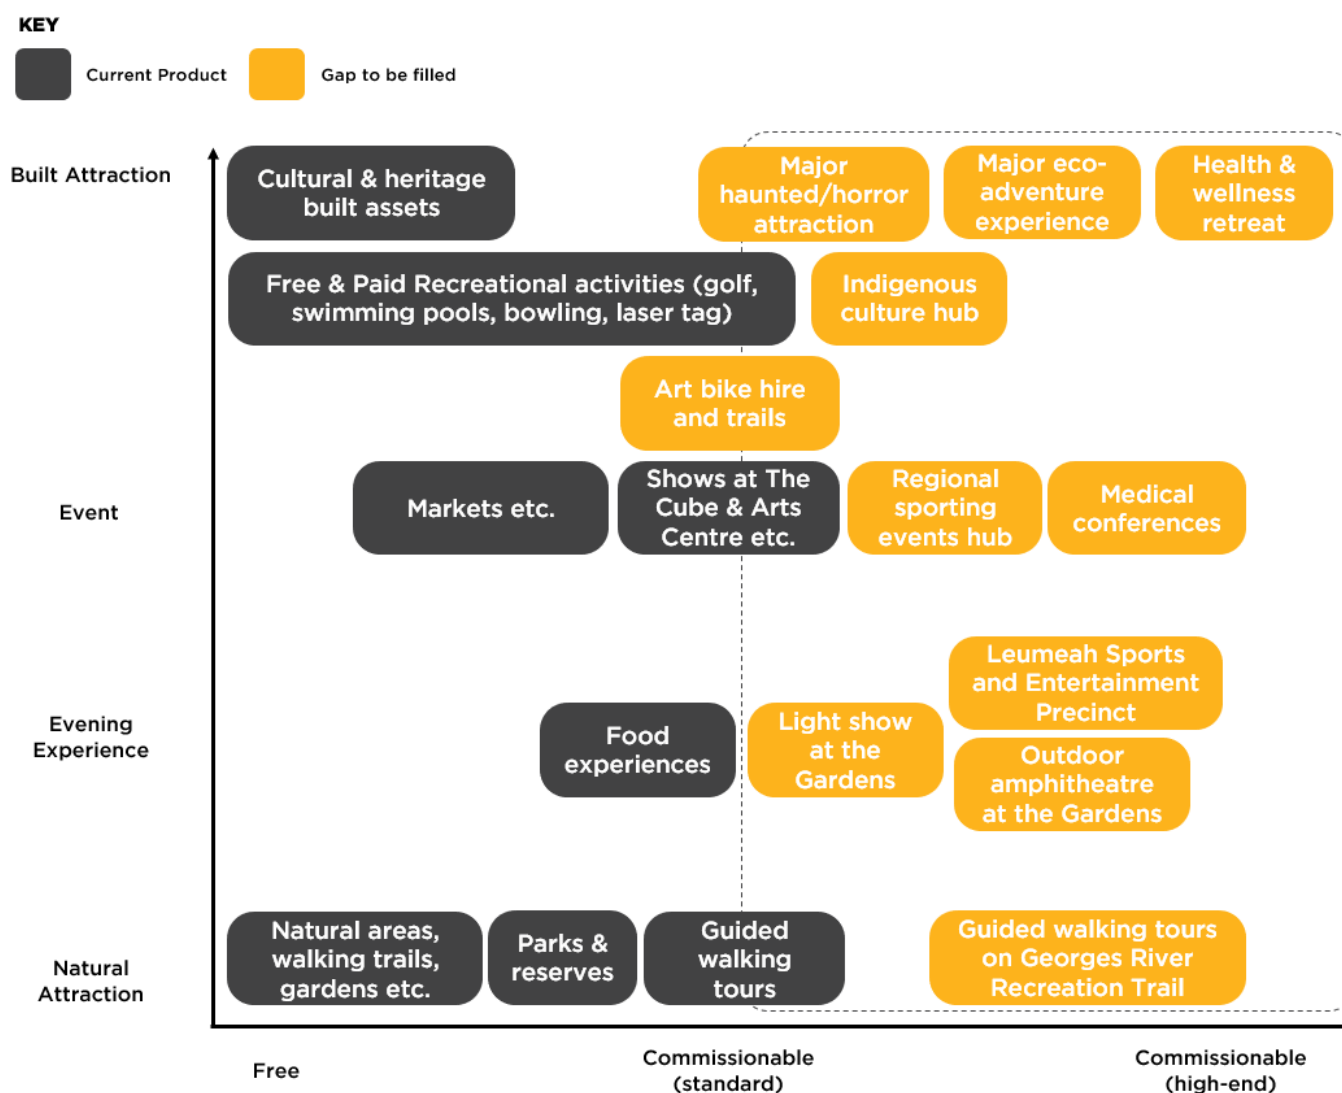 KEY
Current Product
Gap to be filled
Built Attraction
Cultural & heritage
built assets
Major
haunted/horror
attraction
Major eco-
adventure
experience
Health &
wellness
retreat
Free & Paid Recreational activities (golf,
swimming pools, bowling, laser tag)
Indigenous
culture hub
Art bike hire
and trails
Event
Markets etc.
Shows at The
Cube & Arts
Centre etc.
Regional
sporting
events hub
Medical
conferences
Evening
Experience
Food
experiences
Light show
at the
Gardens
Leumeah Sports
and Entertainment
Precinct
Outdoor
amphitheatre
at the Gardens
Natural
Attraction
Natural areas,
walking trails,
gardens etc.
Parks &
reserves
Guided
walking
tours
Guided walking tours
on Georges River
Recreation Trail
Free
Commissionable
(standard)
Commissionable
(high-end)